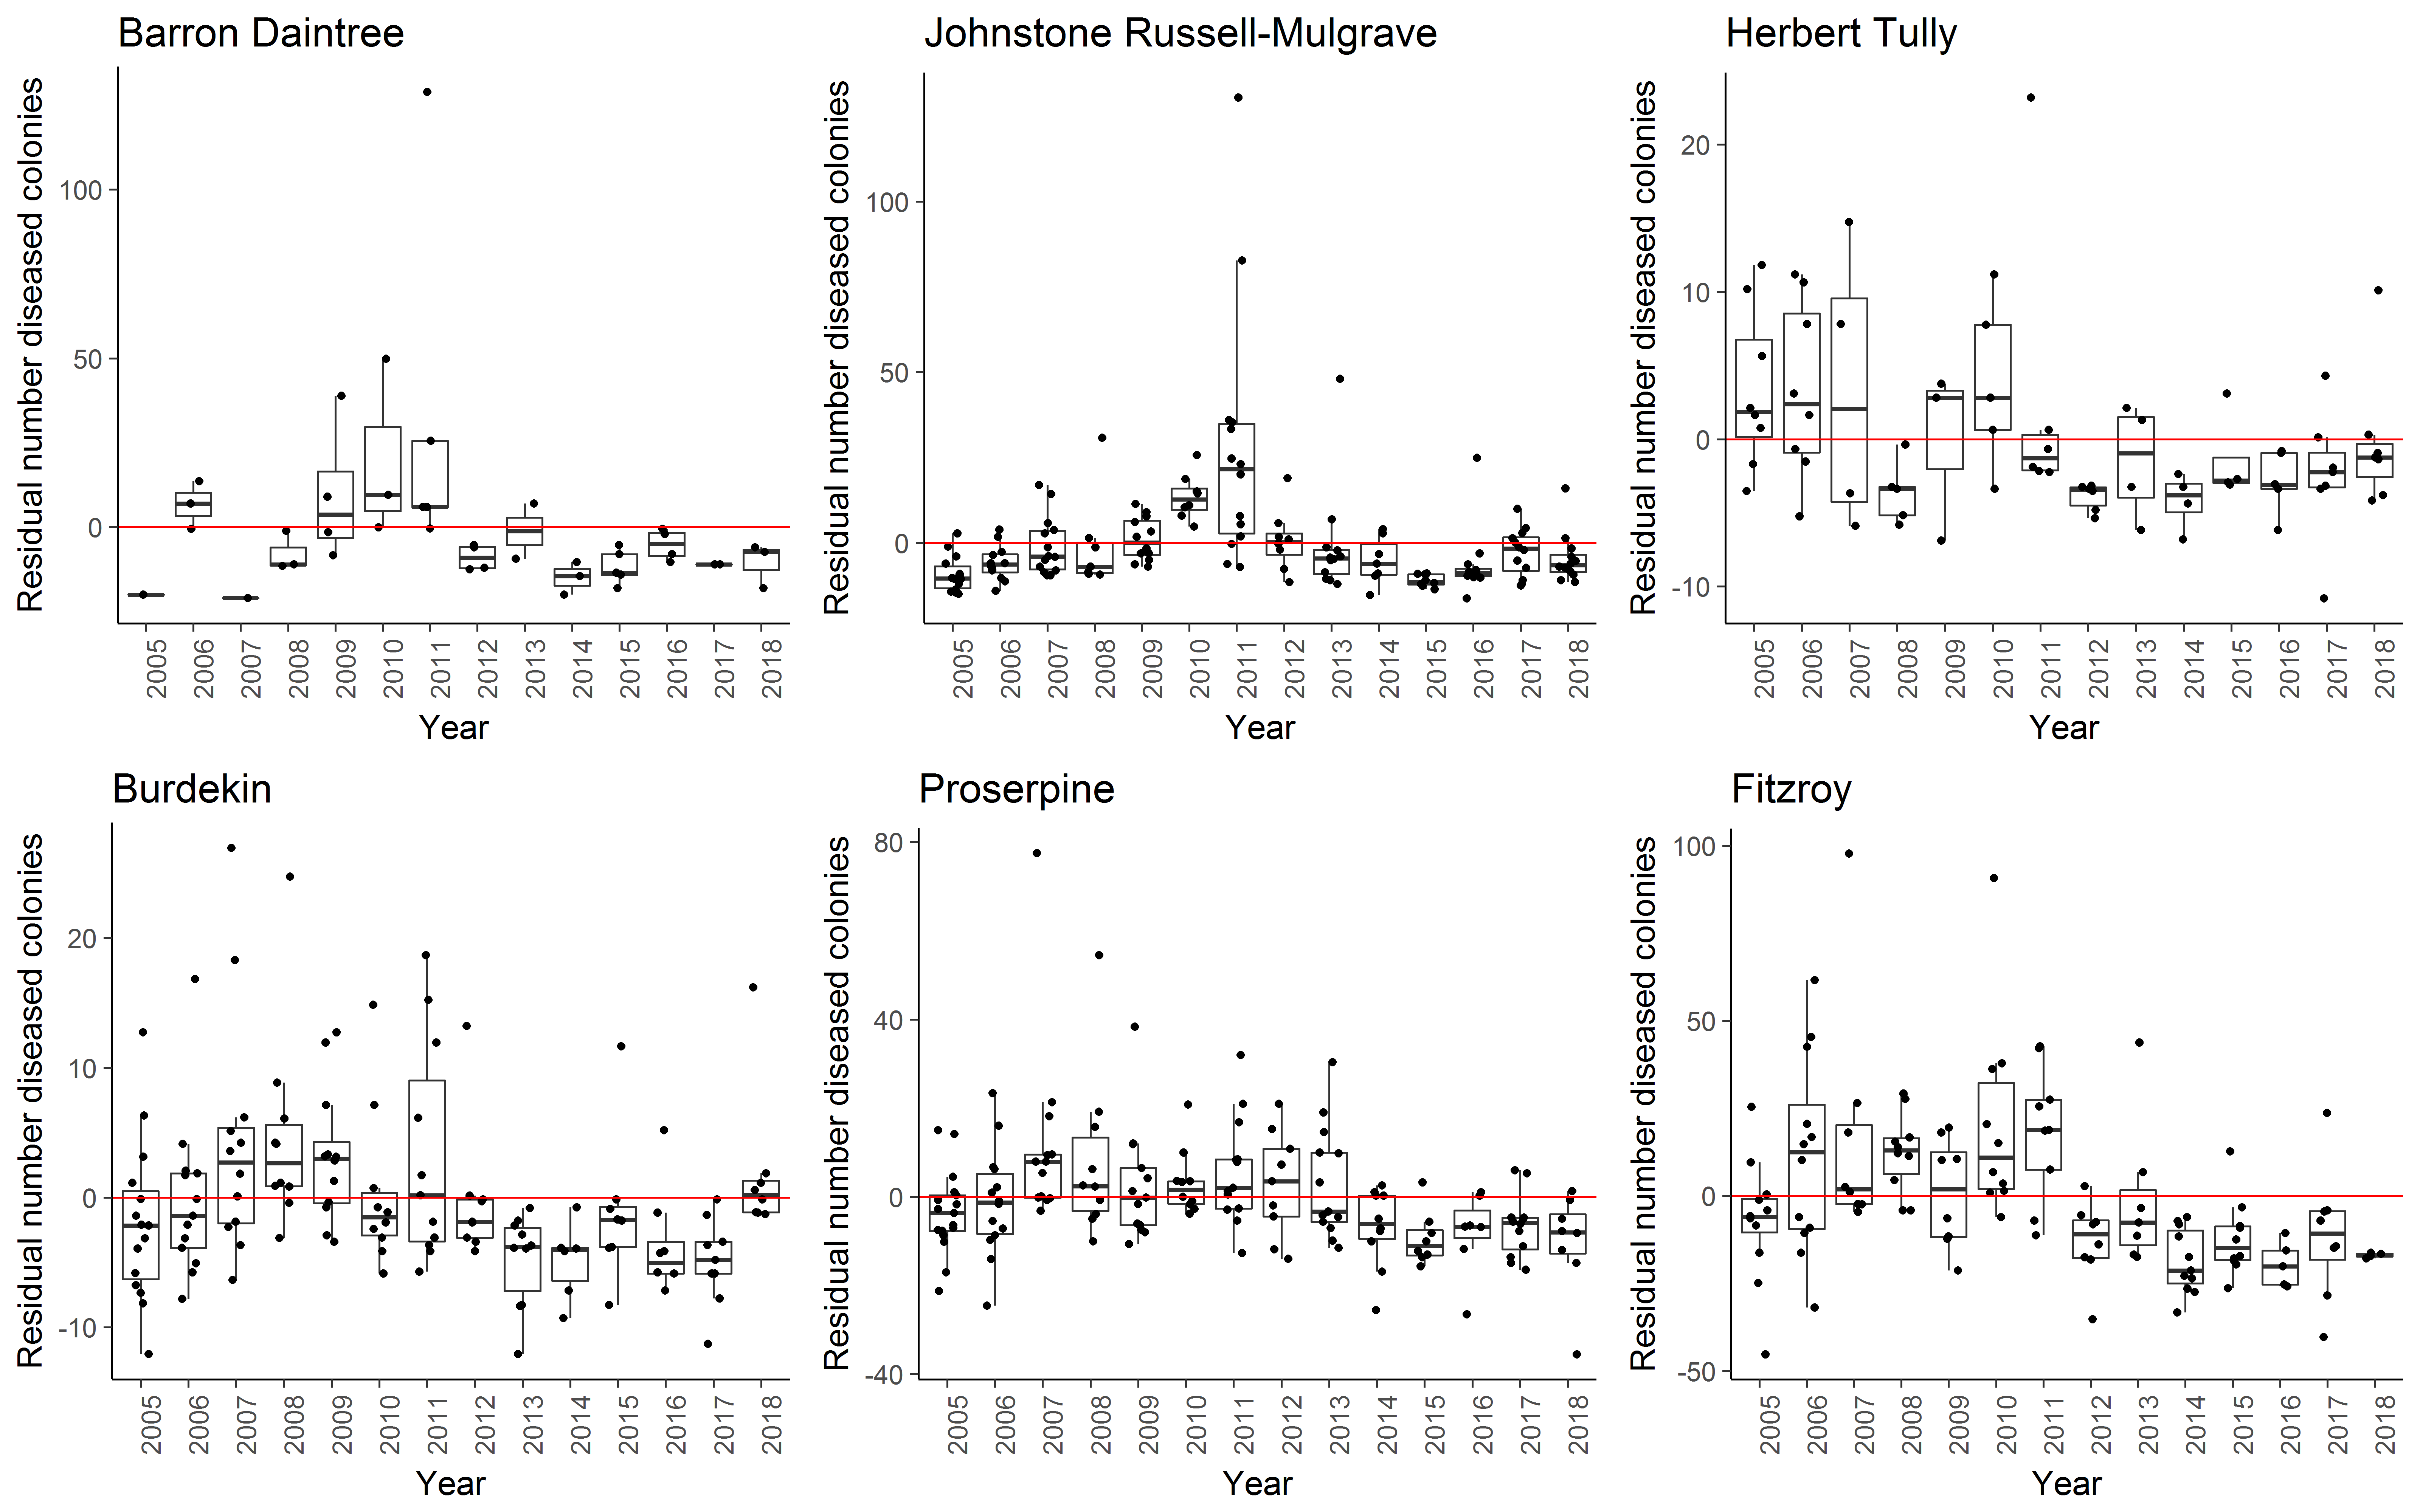 Barron Daintree
Residual number diseased colonies
100
50
0
2005 2006 2007 2008 2009 2010 2011 2012 2013 2014 2015 2016 2017 2018
Year
Johnstone Russell-Mulgrave
Residual number diseased colonies
100
50
0
2005 2006 2007 2008 2009 2010 2011 2012 2013 2014 2015 2016 2017 2018
Year
Herbert Tully
Residual number diseased colonies
20
10
0
-10
2005 2006 2007 2008 2009 2010 2011 2012 2013 2014 2015 2016 2017 2018
Year
Burdekin
Residual number diseased colonies
20
10
0
-10
2005 2006 2007 2008 2009 2010 2011 2012 2013 2014 2015 2016 2017 2018
Year
Proserpine
Residual number diseased colonies
80
40
0
-40
2005 2006 2007 2008 2009 2010 2011 2012 2013 2014 2015 2016 2017 2018
Year
Fitzroy
Residual number diseased colonies
100
50
0
-50
2005 2006 2007 2008 2009 2010 2011 2012 2013 2014 2015 2016 2017 2018
Year